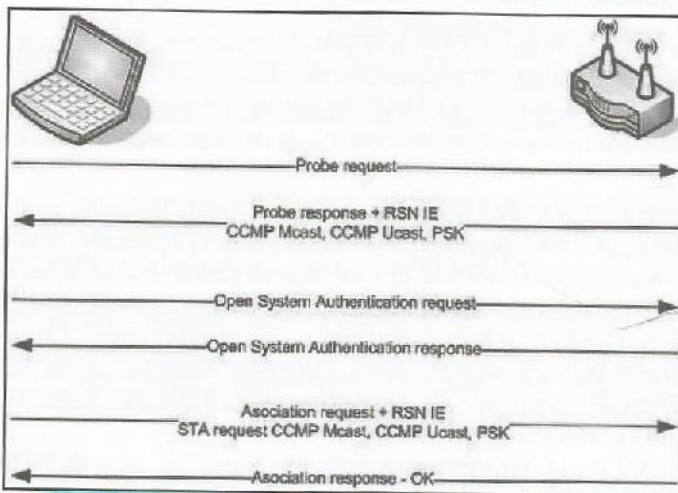 Probe request
Probe response + RSN IE
CCMP Mcast, CCMP Ucast, PSK
Open System Authentication request
Open System Authentication response
Asociation request + RSN IE
STA request CCMP Mcast, CCMP Ucast, PSK
Asociation response - OK